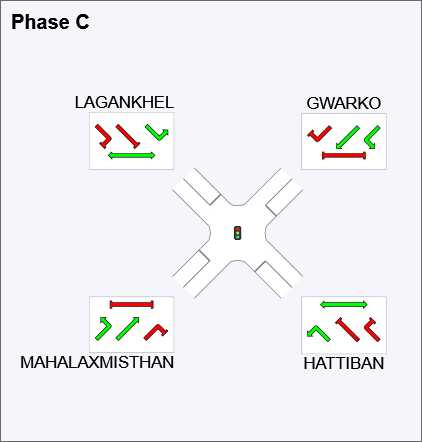 Phase C
LAGANKHEL
GWARKO
MAHALAXMISTHAN
HATTIBAN